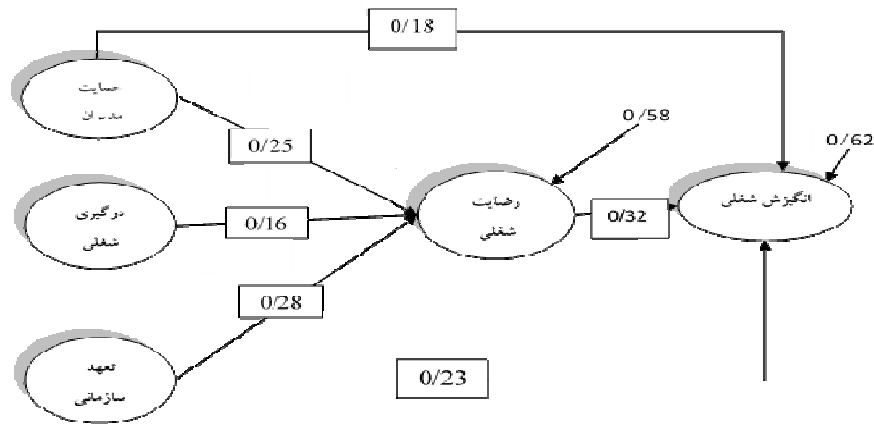 0/18
حمایت
مدیران
0/25
0/58
0/62
درگیری
شغلی
0/16
رضایت
شغلی
0/32
انگیزش شغلی
0/28
تعهد
سازمانی
0/23